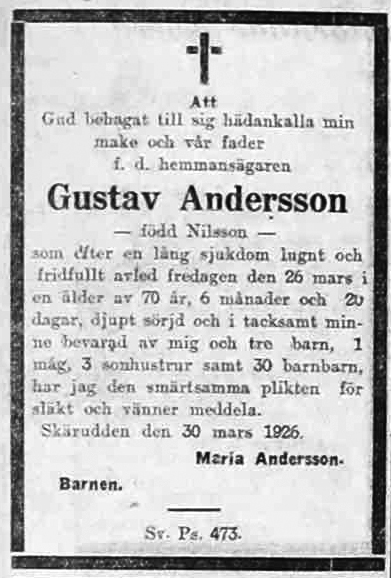 Att
Gud behagat till sig hädankalla min
make och vår fader
f. d. hemmansägaren
Gustav Andersson
— född Nilsson —
som efter en lång sjukdom lugnt och
fridfullt avled fredagen den 26 mars i
en ålder av 70 år, 6 månader och 20
dagar, djupt sörjd och i tacksamt min-
ne bevarad av mig och tre barn, 1
måg, 3 sonhustrur samt 30 barnbarn,
har jag den smärtsamma plikten för
släkt och vänner meddela.
Skärudden den 30 mars 1926.
Maria Andersson.
Barnen.
Sv. Ps. 473.